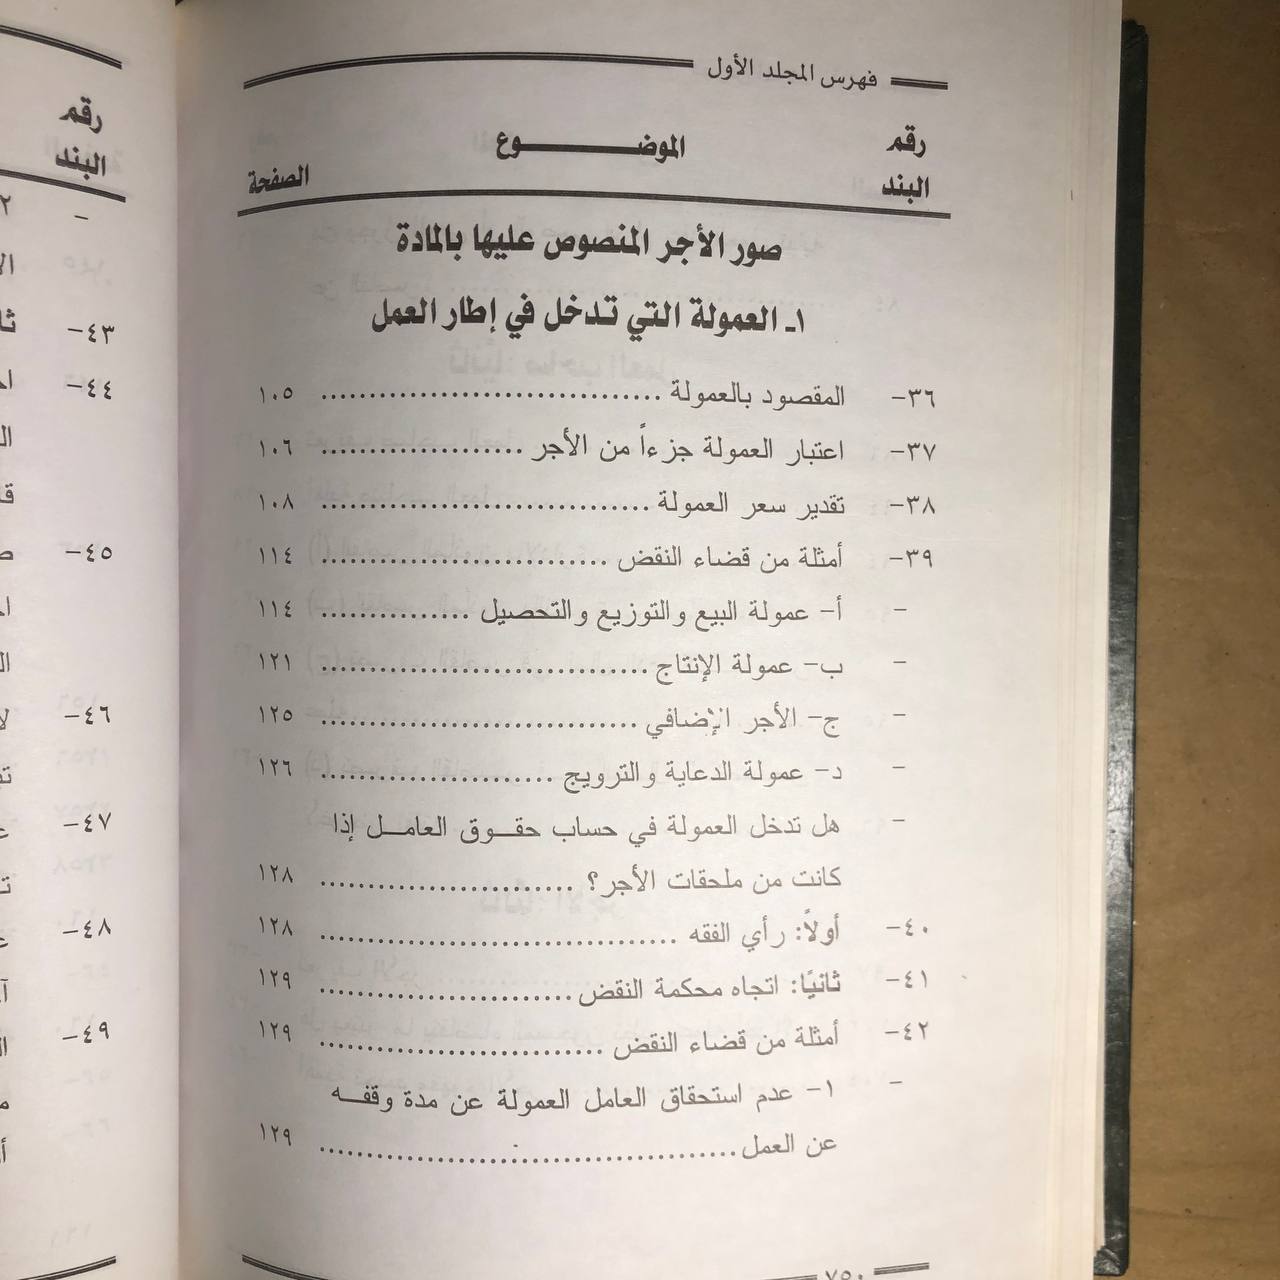 فهرس المجلد الأول
رقم البند الموضـــــــــوع الصفحة
صور الأجر المنصوص عليها بالمادة
١ـ العمولة التي تدخل في إطار العمل
٣٦- المقصود بالعمولة .................................. ١٠٥
٣٧- اعتبار العمولة جزءاً من الأجر .................... ١٠٦
٣٨- تقدير سعر العمولة ................................. ١٠٨
٣٩- أمثلة من قضاء النقض ............................. ١١٤
- أ- عمولة البيع والتوزيع والتحصيل ............... ١١٤
- ب- عمولة الإنتاج ................................. ١٢١
- ج- الأجر الإضافي ................................ ١٢٥
- د- عمولة الدعاية والترويج ........................ ١٢٦
- هل تدخل العمولة في حساب حقـوق العامـل إذا
كانت من ملحقات الأجر؟ .......................... ١٢٨
٤٠- أولاً: رأي الفقه .................................... ١٢٨
٤١- ثانيًا: اتجاه محكمة النقض .......................... ١٢٩
٤٢- أمثلة من قضاء النقض ............................. ١٢٩
- ١- عدم استحقاق العامل العمولة عن مدة وقفـه
عن العمل .......................................... ١٢٩
٧٥٠
رقم
البند
-
٤٣-
٤٤-
٤٥-
٤٦-
٤٧-
٤٨-
٤٩-